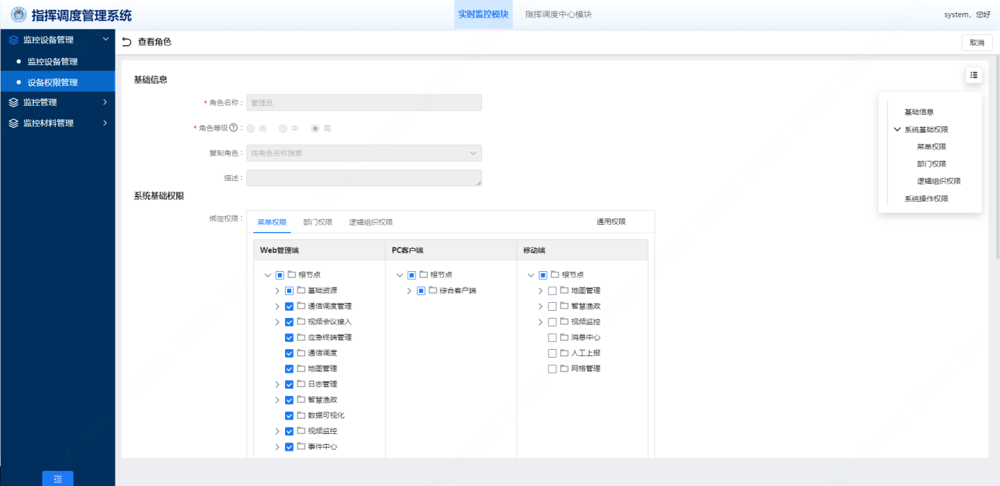 指挥调度管理系统
实时监控模块
指挥调度中心模块
system，您好
监控设备管理
监控设备管理
设备权限管理
监控管理
监控材料管理
查看角色
取消
基础信息
* 角色名称：
管理员
* 角色等级?：
低
中
高
复制角色：
按角色名称搜索
描述：
系统基础权限
绑定权限：
菜单权限
部门权限
逻辑组织权限
通用权限
Web管理端
根节点
基础资源
通信调度管理
视频会议接入
应急终端管理
通信调度
地图管理
日志管理
智慧渔政
数据可视化
视频监控
事件中心
PC客户端
根节点
综合客户端
移动端
根节点
地图管理
智慧渔政
视频监控
消息中心
人工上报
网格管理
基础信息
系统基础权限
菜单权限
部门权限
逻辑组织权限
系统操作权限